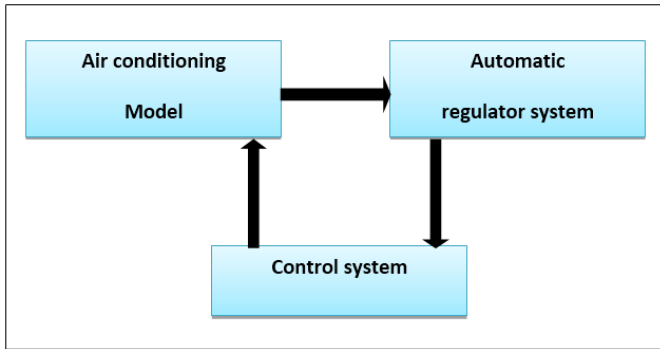 Air conditioning
Model
Automatic
regulator system
Control system